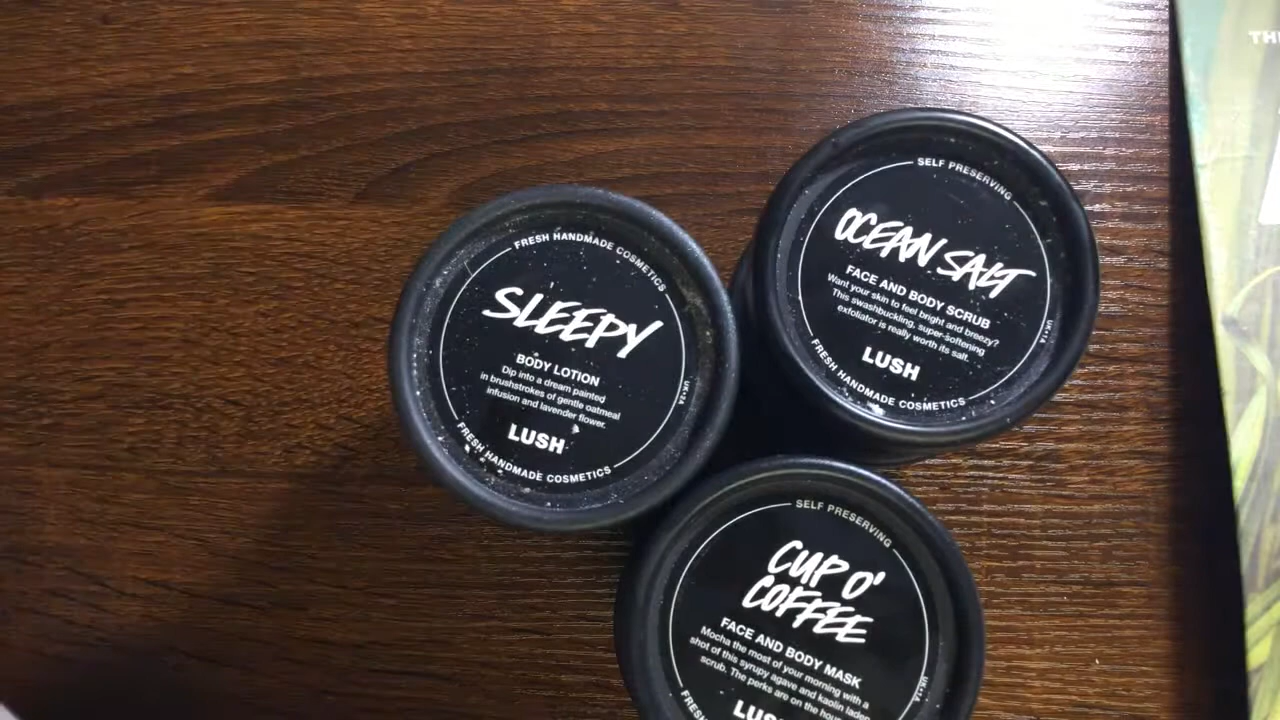 FRESH HANDMADE COSMETICS
SLEEPY
BODY LOTION
Dip into a dream painted
in brushstrokes of gentle oatmeal
infusion and lavender flower.
LUSH
FRESH HANDMADE COSMETICS
SELF PRESERVING
OCEAN SALT
FACE AND BODY SCRUB
Want your skin to feel bright and breezy?
This swashbuckling, super-softening
exfoliator is really worth its salt.
LUSH
FRESH HANDMADE COSMETICS
SELF PRESERVING
CUP O'
COFFEE
FACE AND BODY MASK
Mocha the most of your morning with a
shot of this syrupy agave and kaolin laden
scrub. The perks are on the
LUSH
FRESH